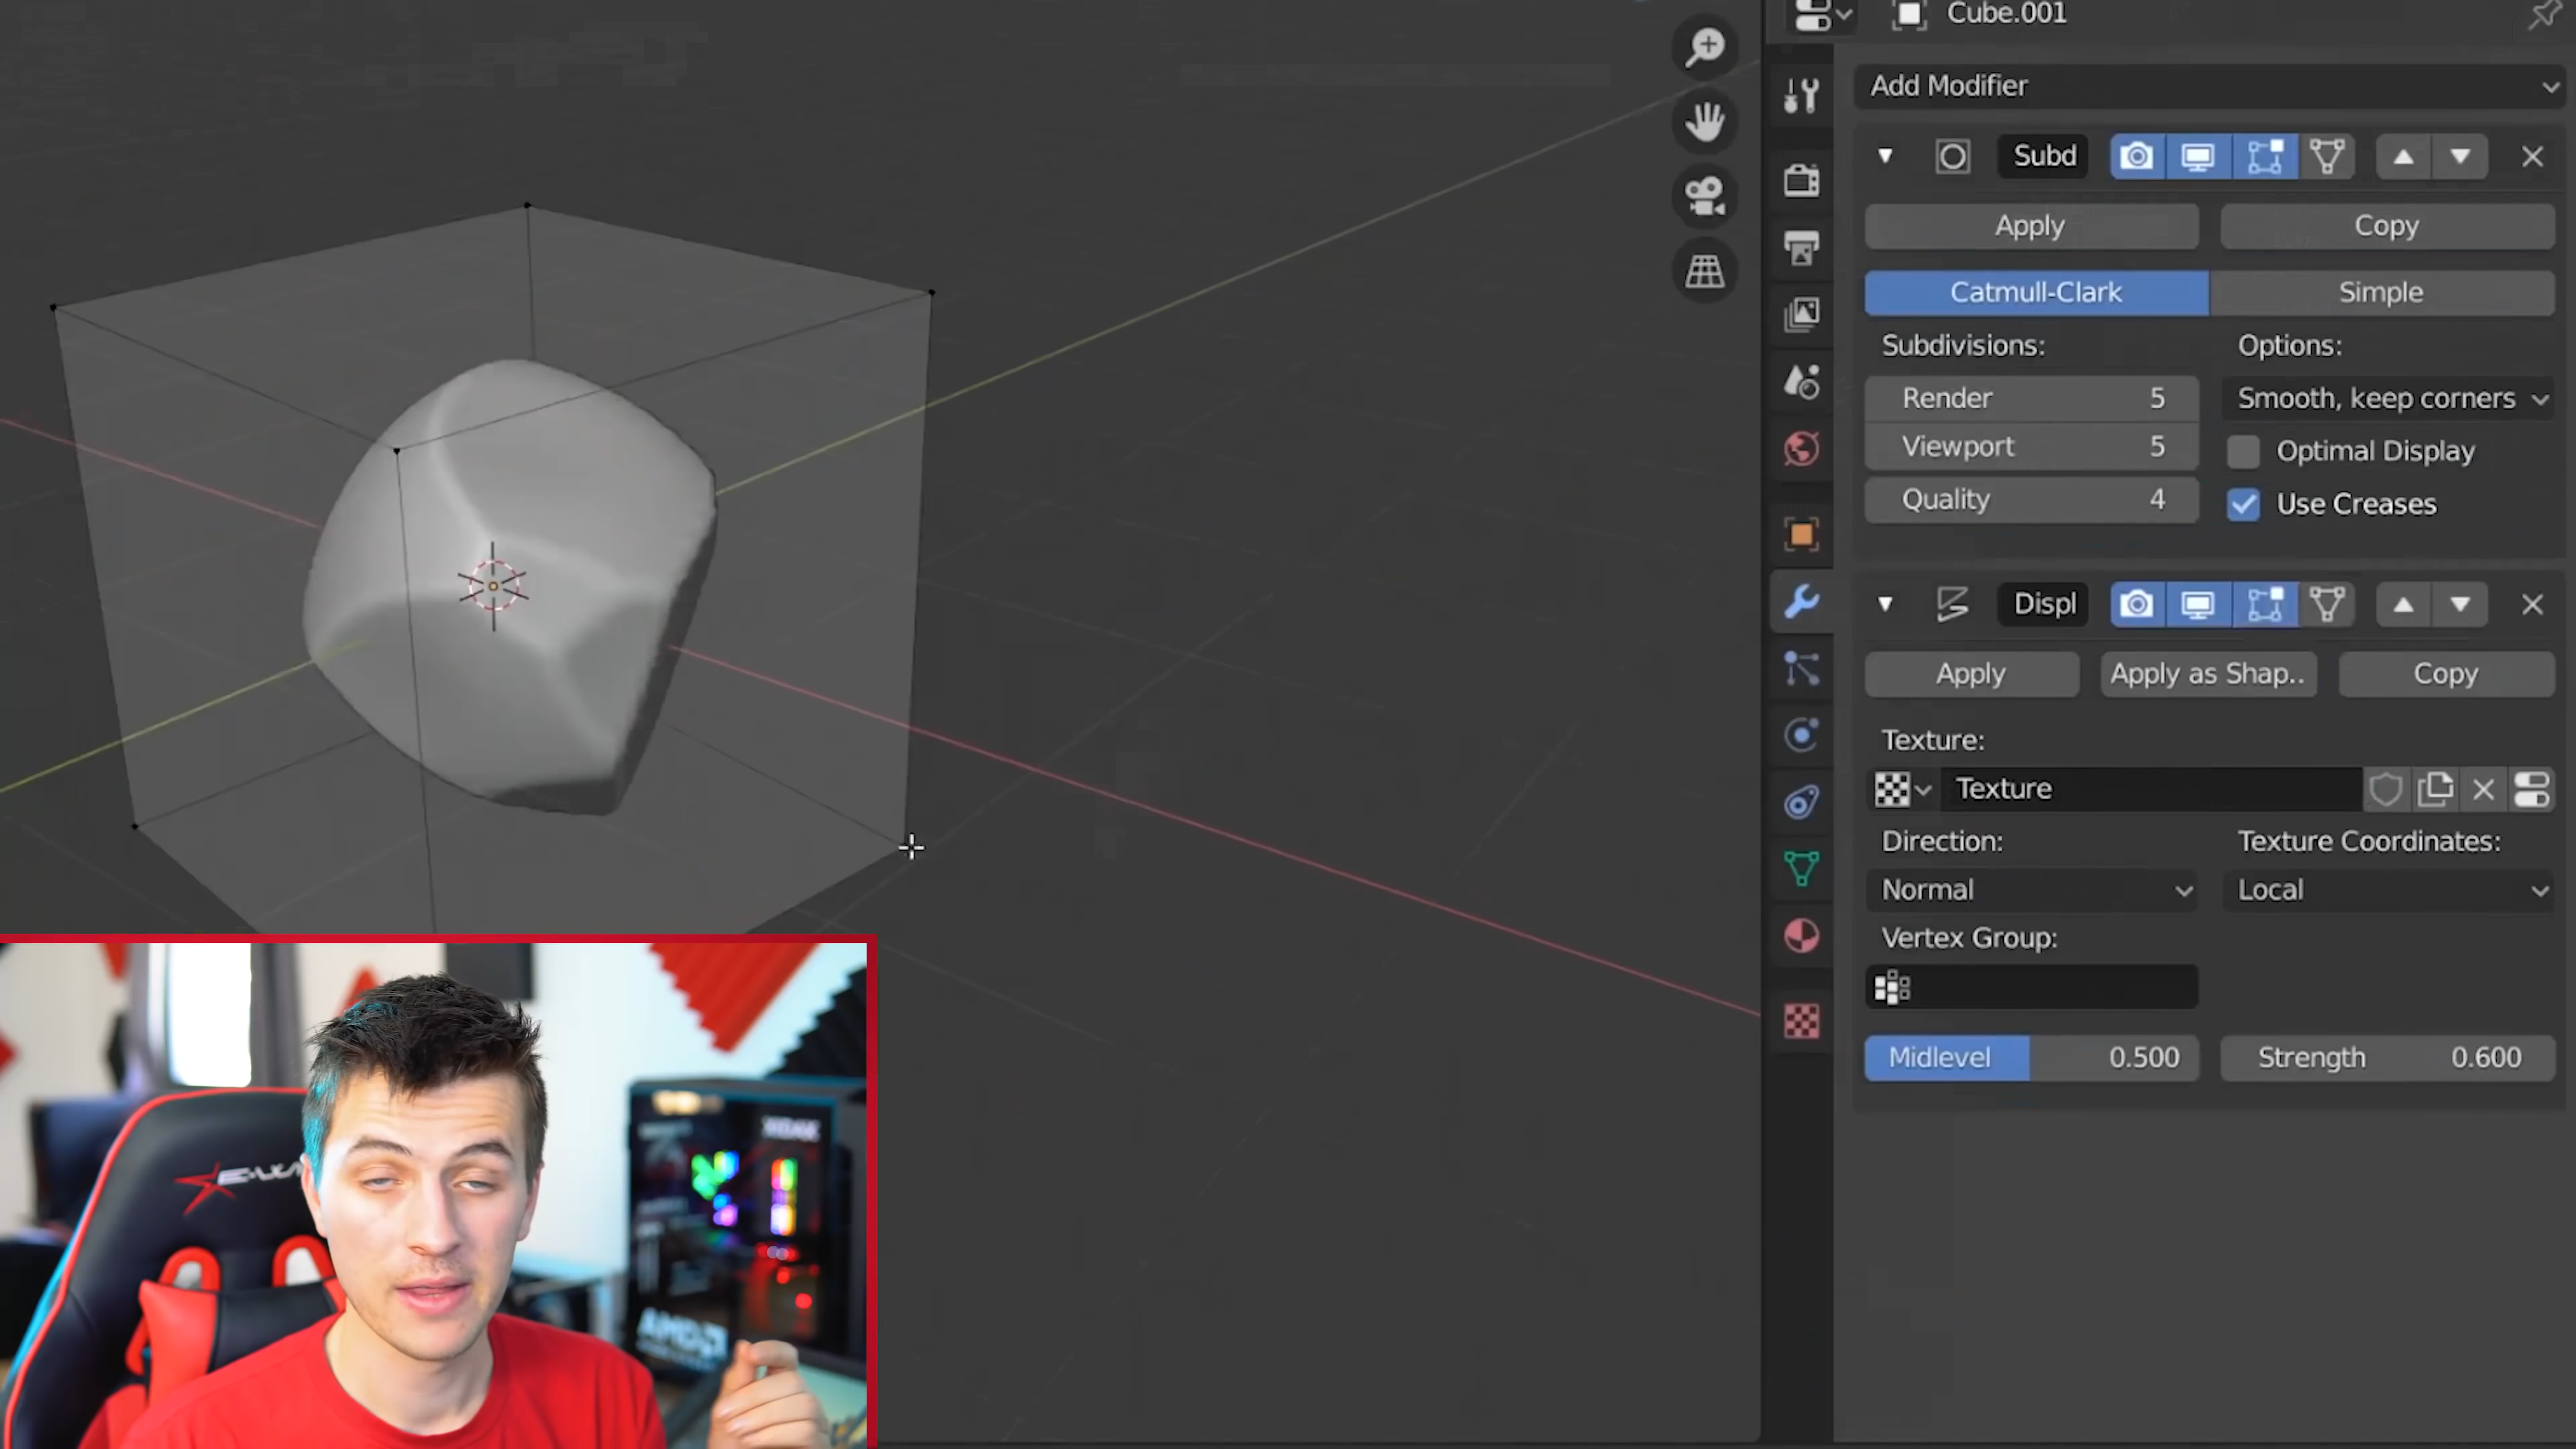 Cube.001
Add Modifier
Subd
Apply
Copy
Catmull-Clark
Simple
Subdivisions:
Options:
Render 5
Smooth, keep corners
Viewport 5
Optimal Display
Quality 4
Use Creases
Displ
Apply
Apply as Shap..
Copy
Texture:
Texture
Direction:
Texture Coordinates:
Normal
Local
Vertex Group:
Midlevel 0.500
Strength 0.600
AMD